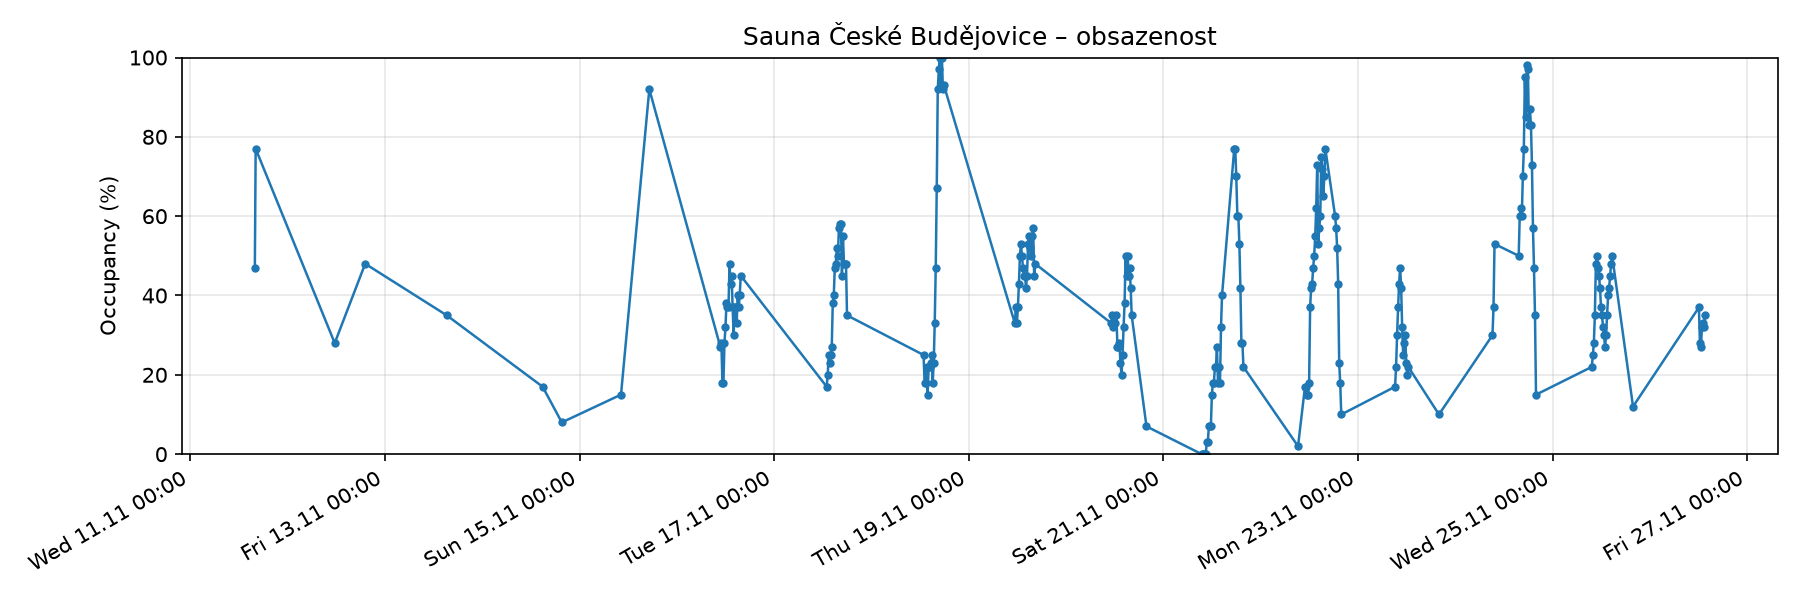 Sauna České Budějovice – obsazenost
Occupancy (%)
100
80
60
40
20
0
Wed 11.11 00:00
Fri 13.11 00:00
Sun 15.11 00:00
Tue 17.11 00:00
Thu 19.11 00:00
Sat 21.11 00:00
Mon 23.11 00:00
Wed 25.11 00:00
Fri 27.11 00:00